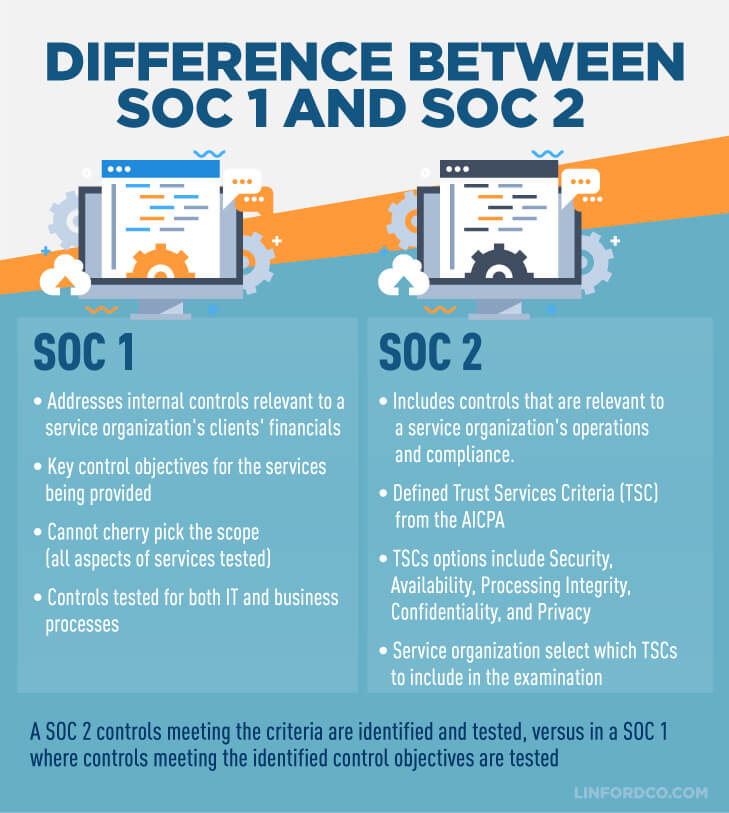 DIFFERENCE BETWEEN
SOC 1 AND SOC 2
SOC 1
• Addresses internal controls relevant to a
service organization's clients' financials
• Key control objectives for the services
being provided
• Cannot cherry pick the scope
(all aspects of services tested)
• Controls tested for both IT and business
processes
SOC 2
• Includes controls that are relevant to
a service organization's operations
and compliance.
• Defined Trust Services Criteria (TSC)
from the AICPA
• TSCs options include Security,
Availability, Processing Integrity,
Confidentiality, and Privacy
• Service organization select which TSCs
to include in the examination
A SOC 2 controls meeting the criteria are identified and tested, versus in a SOC 1
where controls meeting the identified control objectives are tested
LINFORDCO.COM